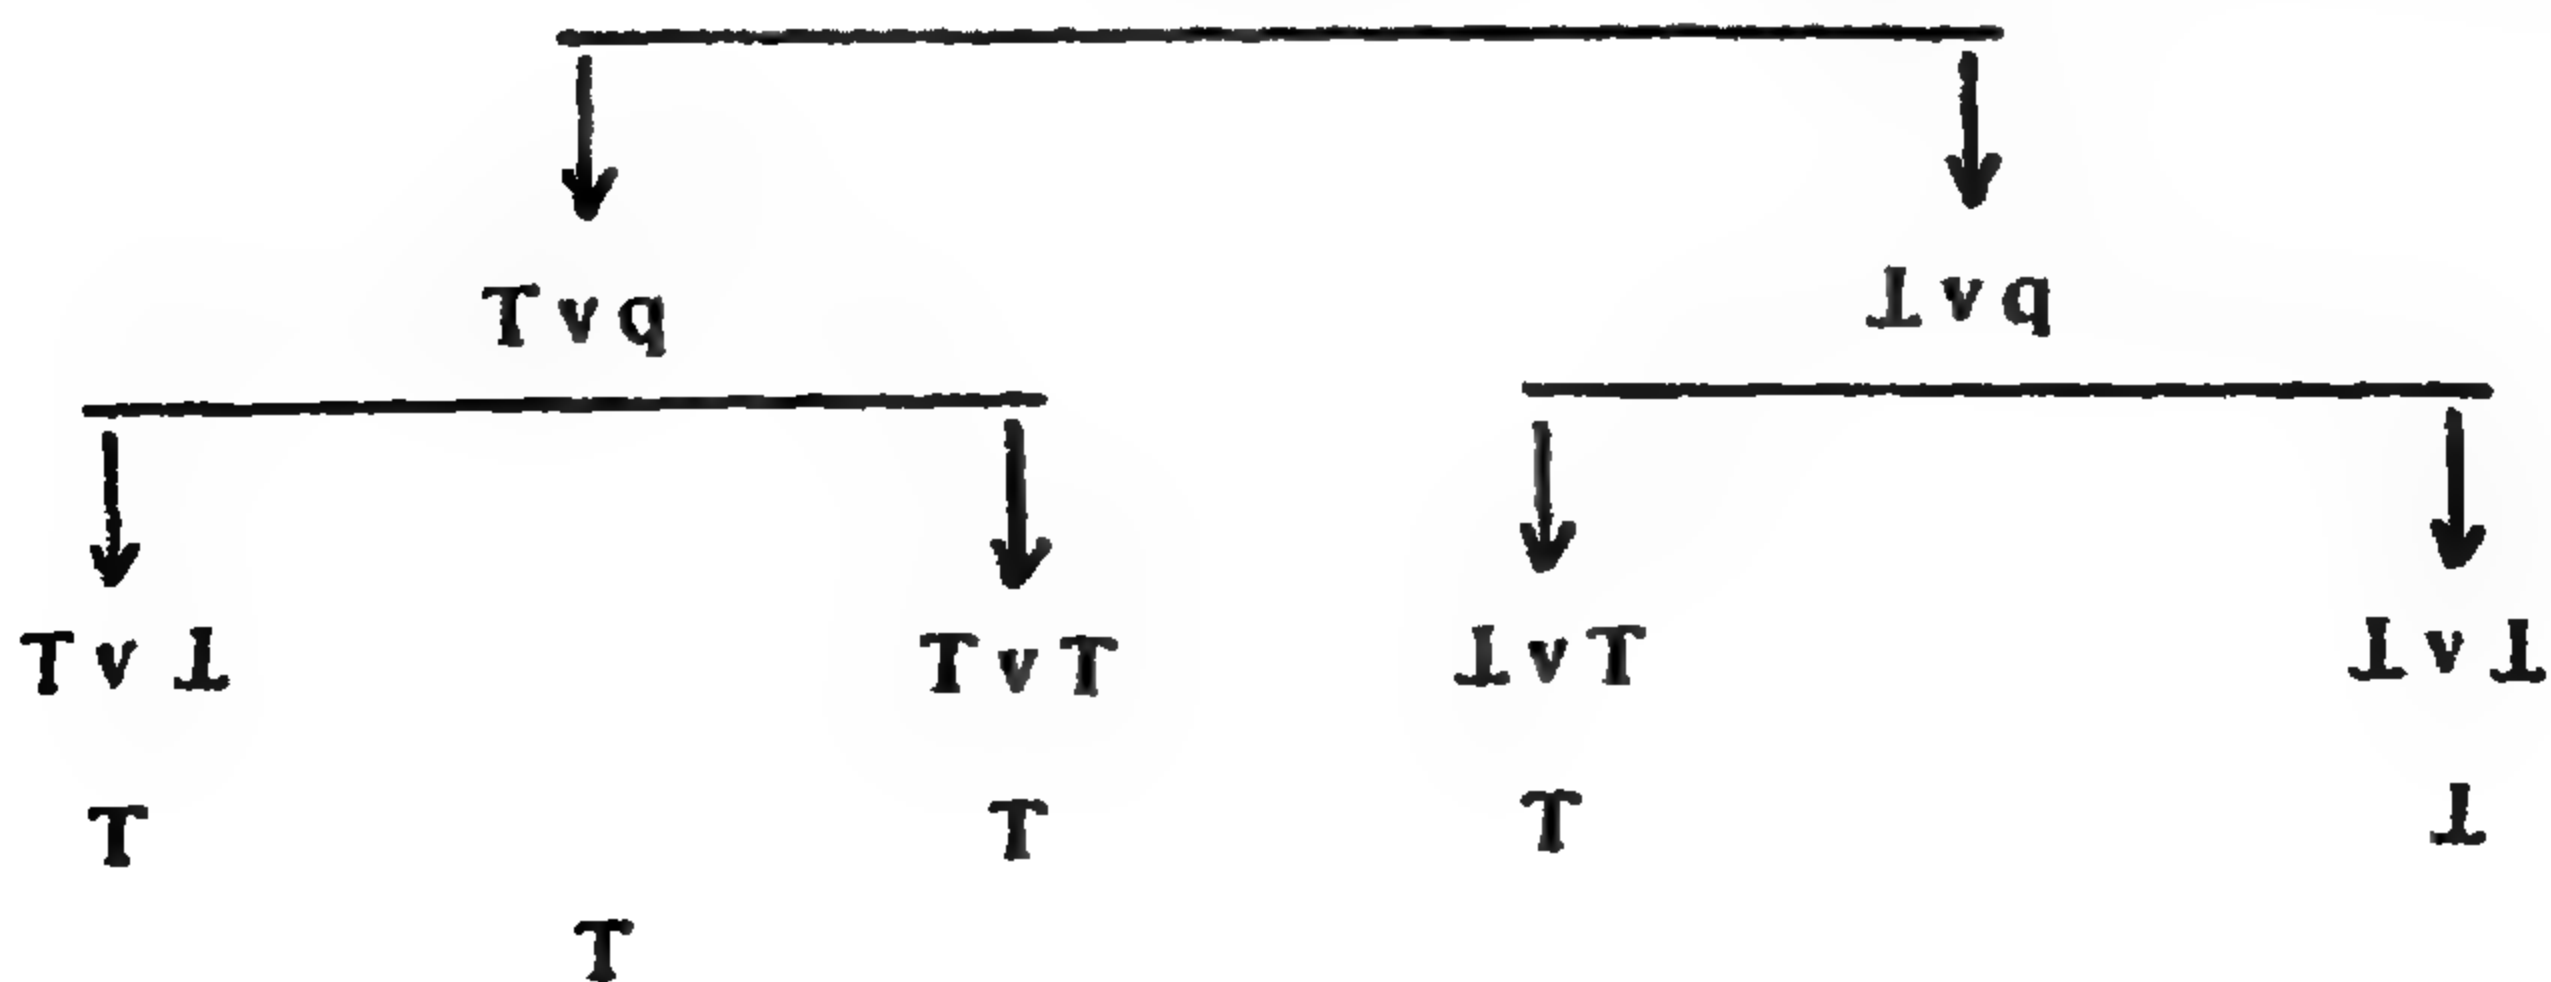 T v q ⊥ v q
T v ⊥ T v T ⊥ v T ⊥ v ⊥
T T T ⊥
T